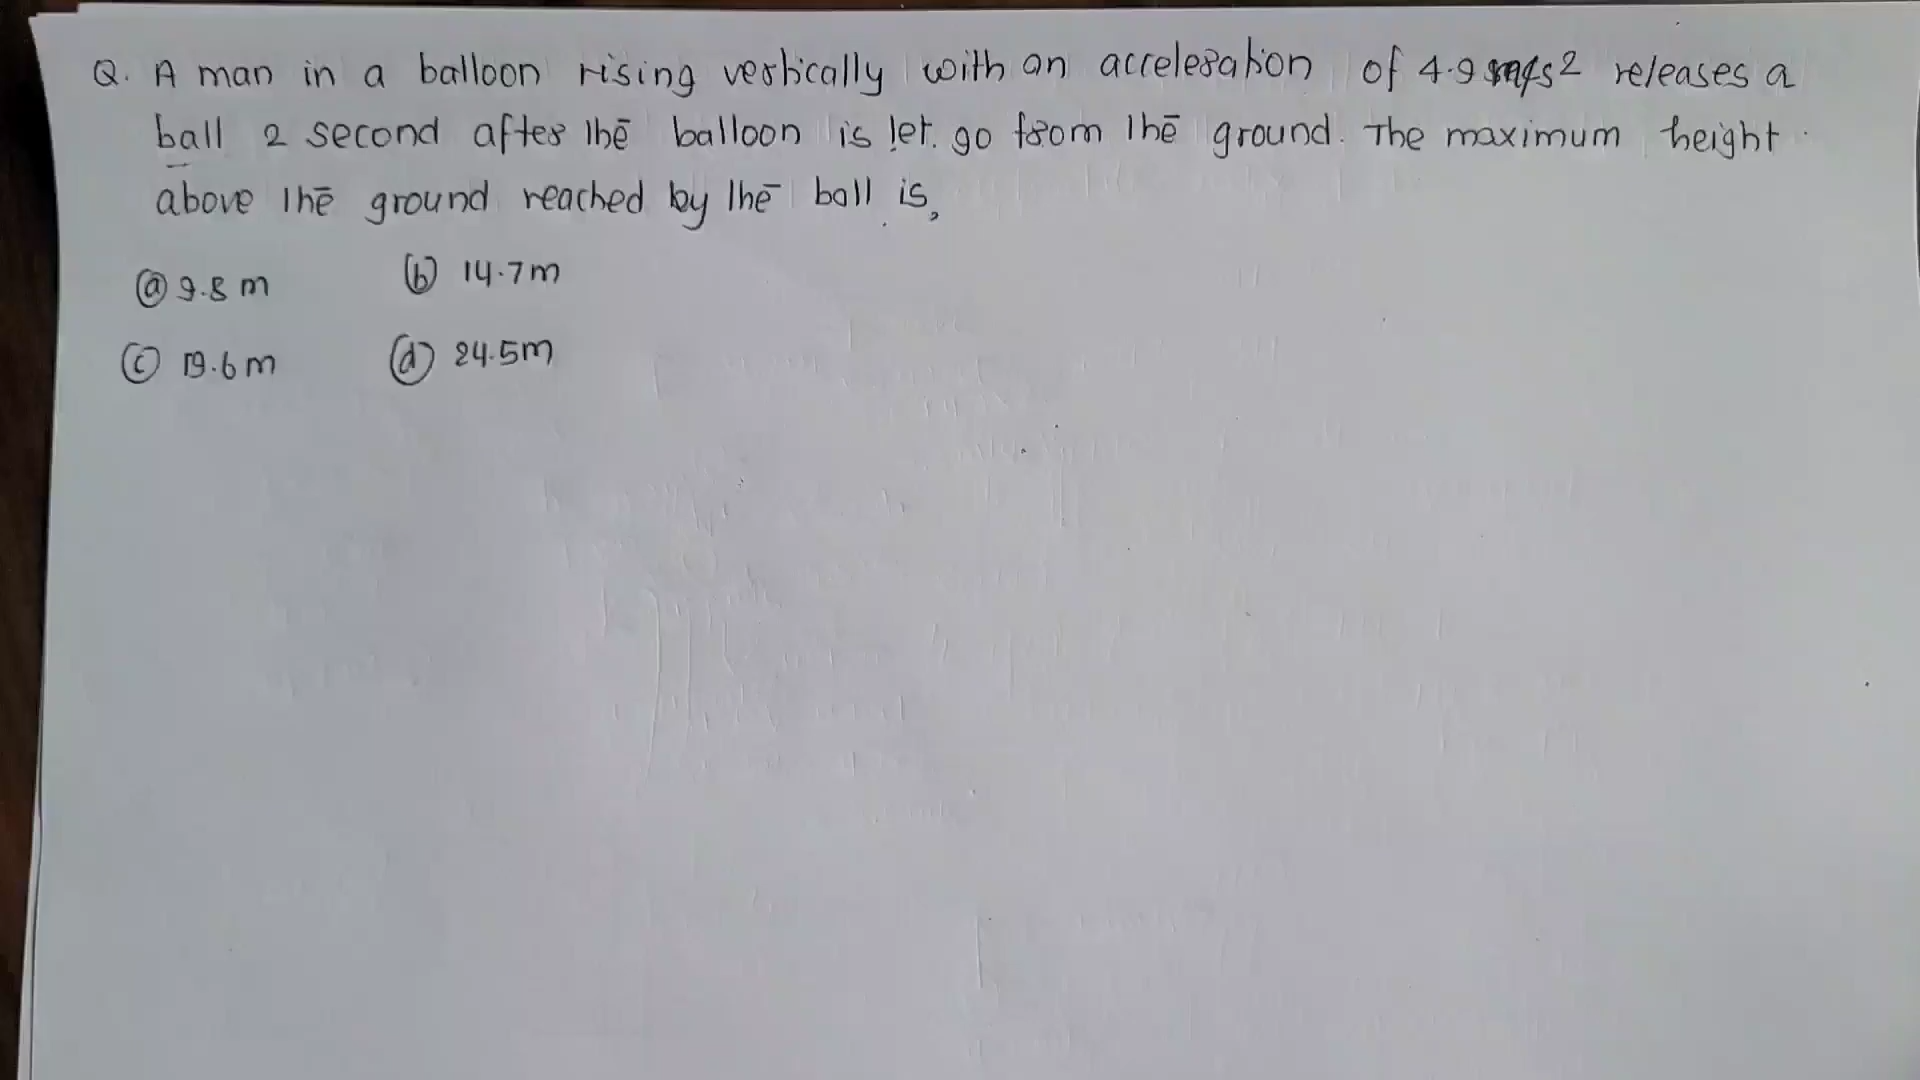 Q. A man in a balloon rising vertically with an acceleration of 4.9 m/s2 releases a
ball 2 second after the balloon is let go from the ground. The maximum height
above the ground reached by the ball is,
(a) 9.8 m (b) 14.7m
(c) 19.6m (d) 24.5m